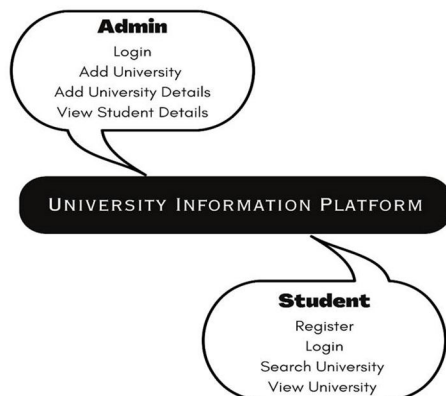 Admin
Login
Add University
Add University Details
View Student Details
UNIVERSITY INFORMATION PLATFORM
Student
Register
Login
Search University
View University